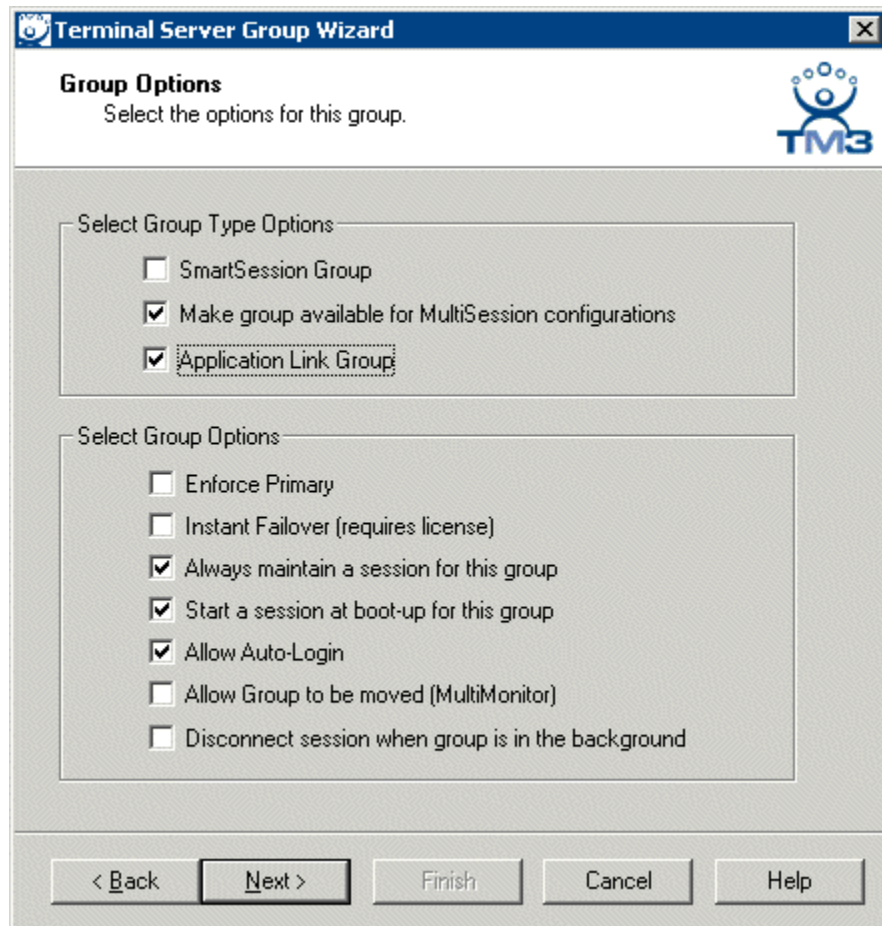 Terminal Server Group Wizard
Group Options
Select the options for this group.
TM3
Select Group Type Options
SmartSession Group
Make group available for MultiSession configurations
Application Link Group
Select Group Options
Enforce Primary
Instant Failover (requires license)
Always maintain a session for this group
Start a session at boot-up for this group
Allow Auto-Login
Allow Group to be moved (MultiMonitor)
Disconnect session when group is in the background
< Back Next > Finish Cancel Help